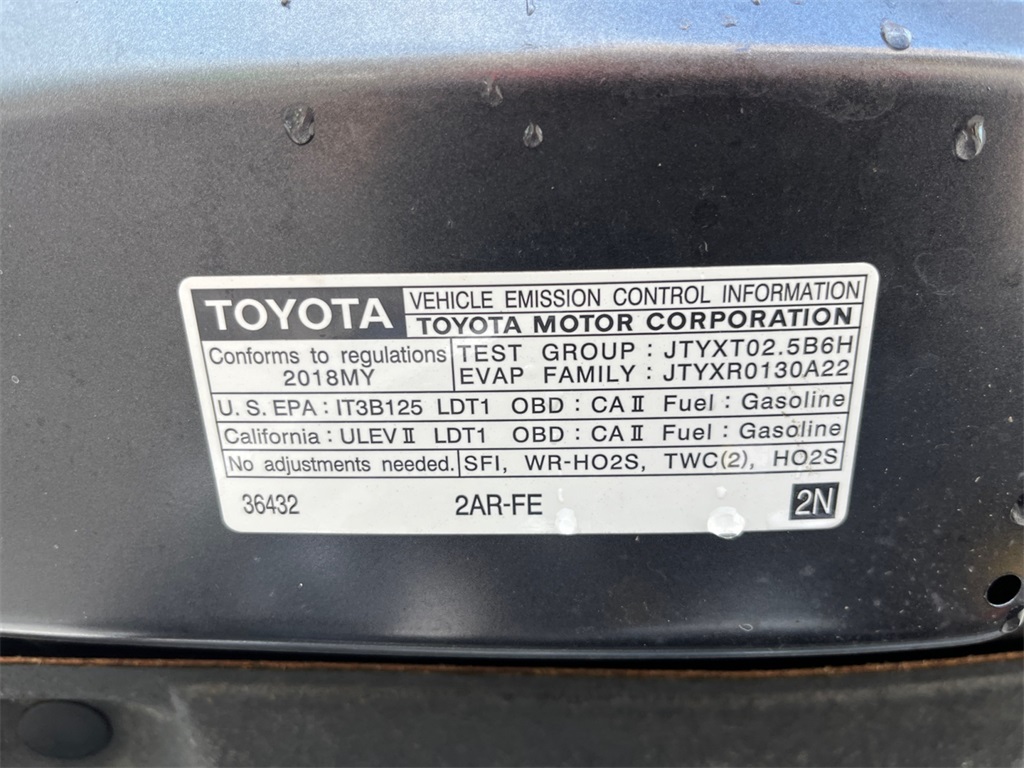 TOYOTA
VEHICLE EMISSION CONTROL INFORMATION
TOYOTA MOTOR CORPORATION
Conforms to regulations
2018MY
TEST GROUP : JTYXT02.5B6H
EVAP FAMILY : JTYXR0130A22
U. S. EPA : IT3B125 LDT1 OBD : CA II Fuel : Gasoline
California : ULEV II LDT1 OBD : CA II Fuel : Gasoline
No adjustments needed. SFI, WR-HO2S, TWC(2), HO2S
36432 2AR-FE 2N